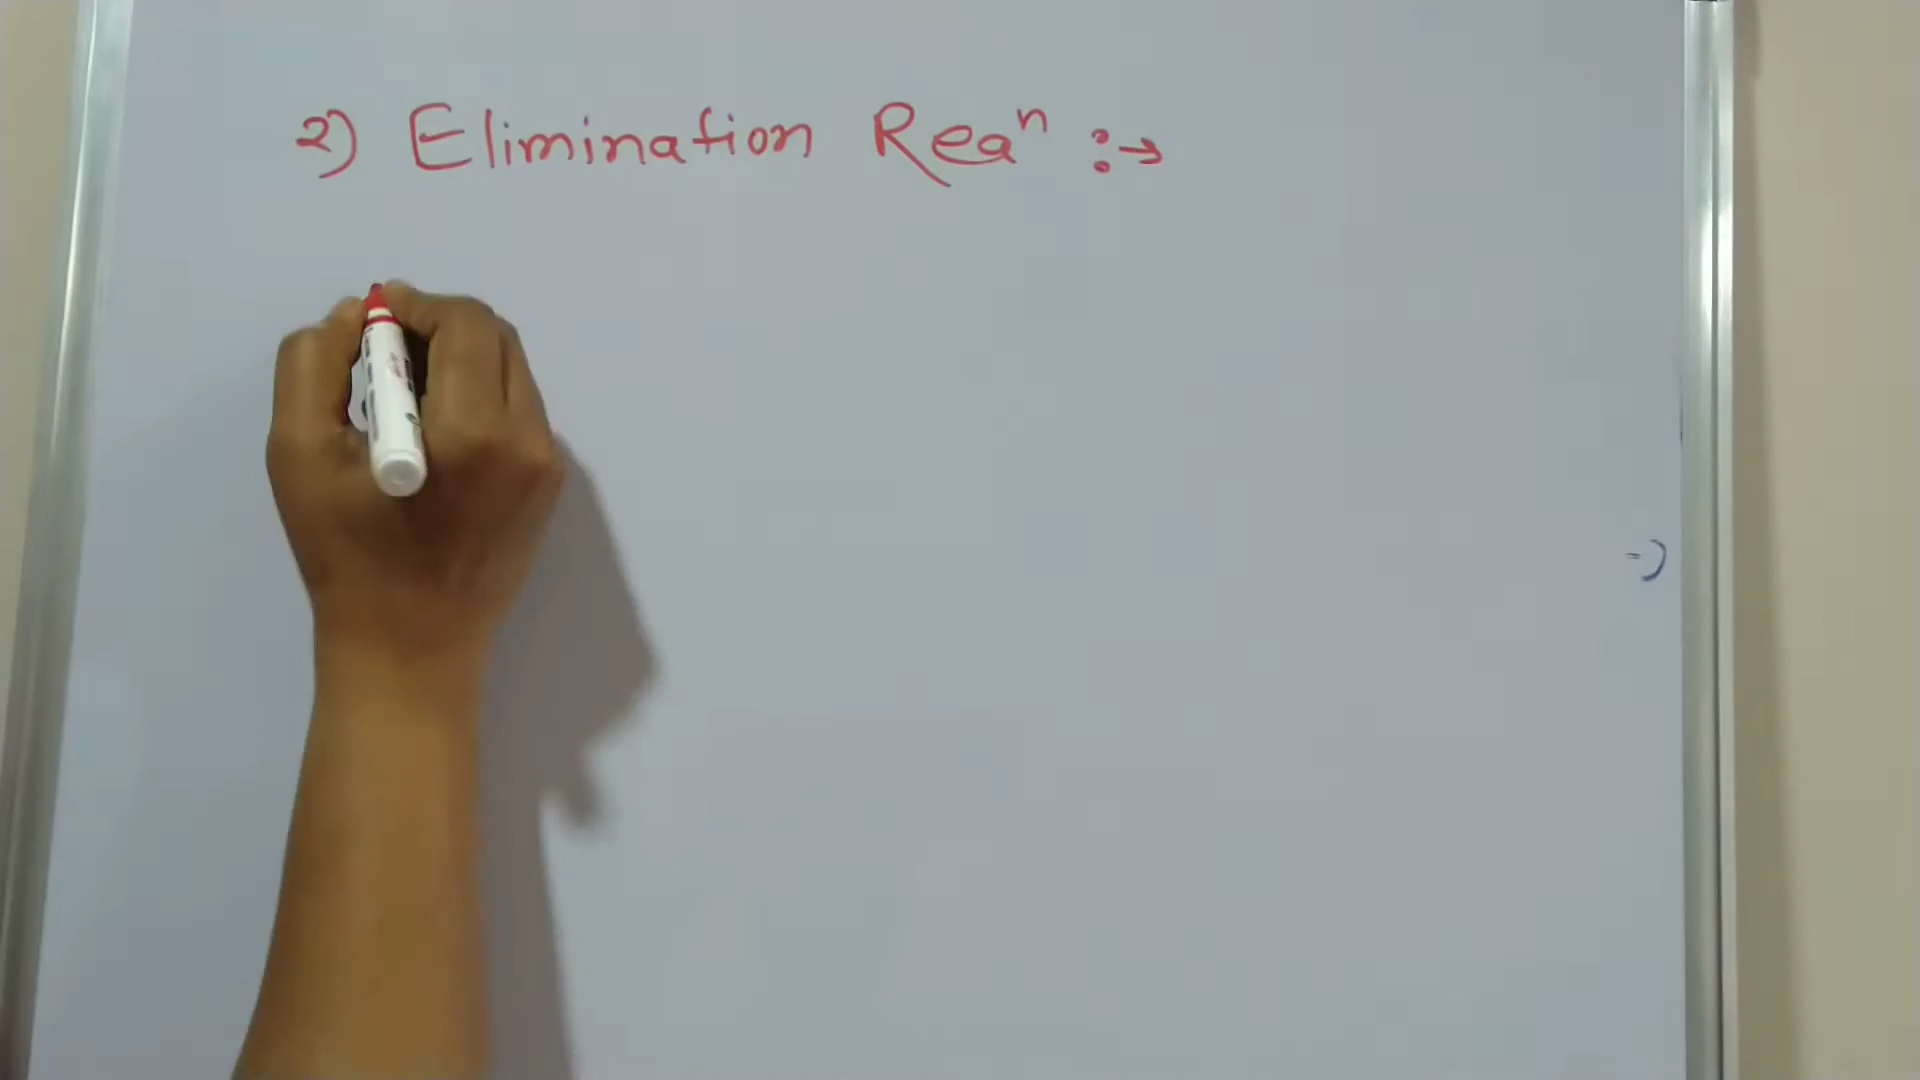 2) Elimination Reaⁿ :→
=)